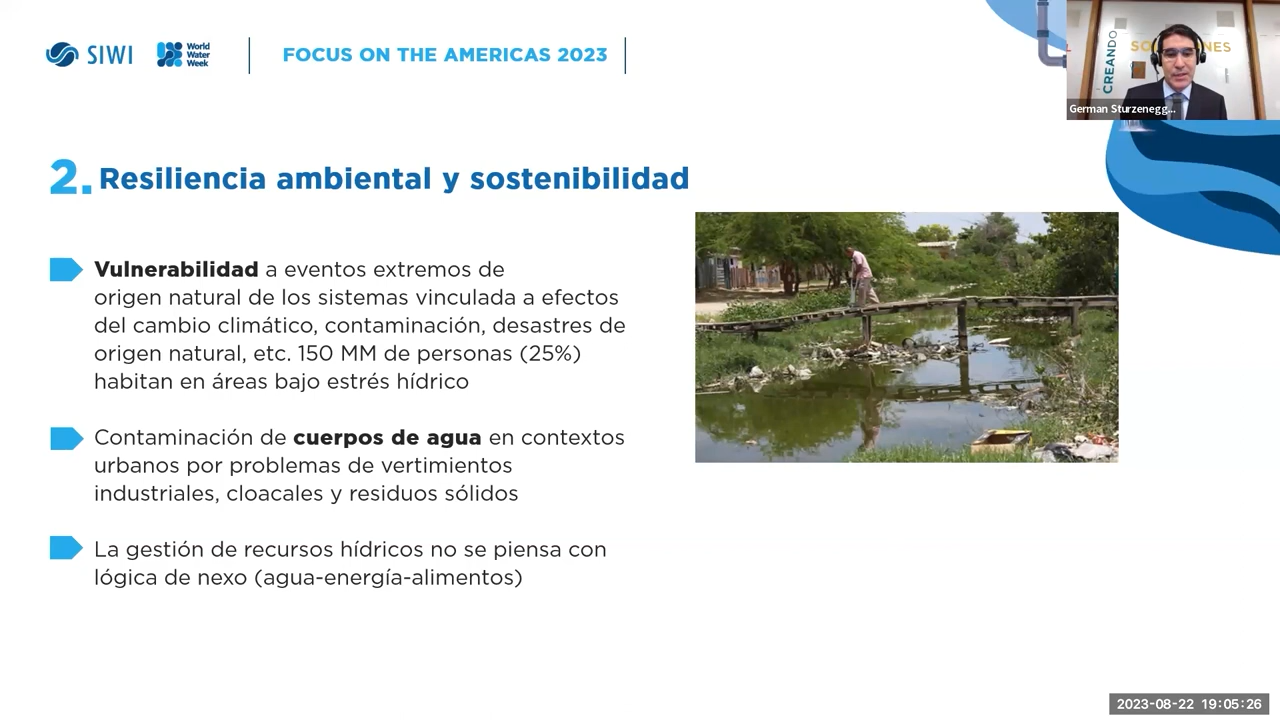 SIWI
World
Water
Week
FOCUS ON THE AMERICAS 2023
CREANDO
German Sturzenegg...
2. Resiliencia ambiental y sostenibilidad
Vulnerabilidad a eventos extremos de
origen natural de los sistemas vinculada a efectos
del cambio climático, contaminación, desastres de
origen natural, etc. 150 MM de personas (25%)
habitan en áreas bajo estrés hídrico
Contaminación de cuerpos de agua en contextos
urbanos por problemas de vertimientos
industriales, cloacales y residuos sólidos
La gestión de recursos hídricos no se piensa con
lógica de nexo (agua-energía-alimentos)
2023-08-22 19:05:26